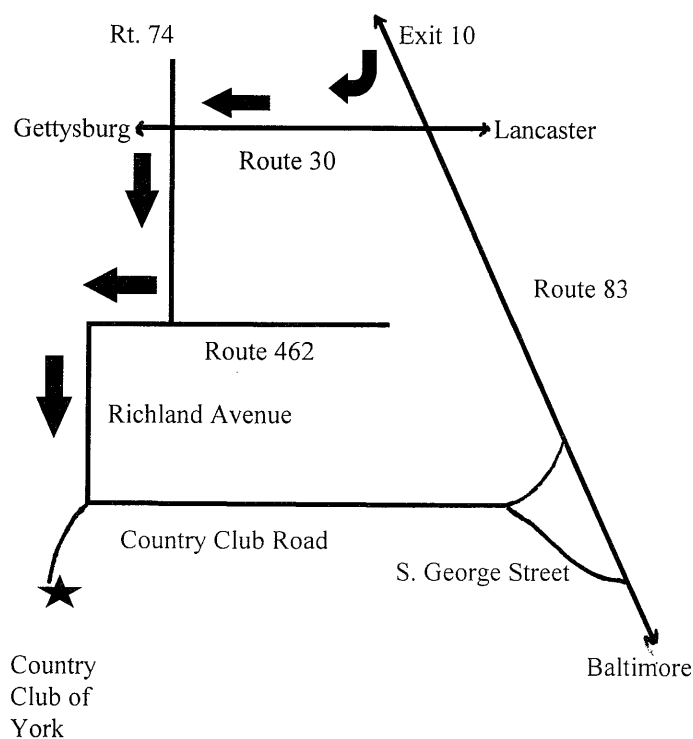 Rt. 74
Exit 10
Gettysburg
Lancaster
Route 30
Route 83
Route 462
Richland Avenue
Country Club Road
S. George Street
Baltimore
Country
Club of
York